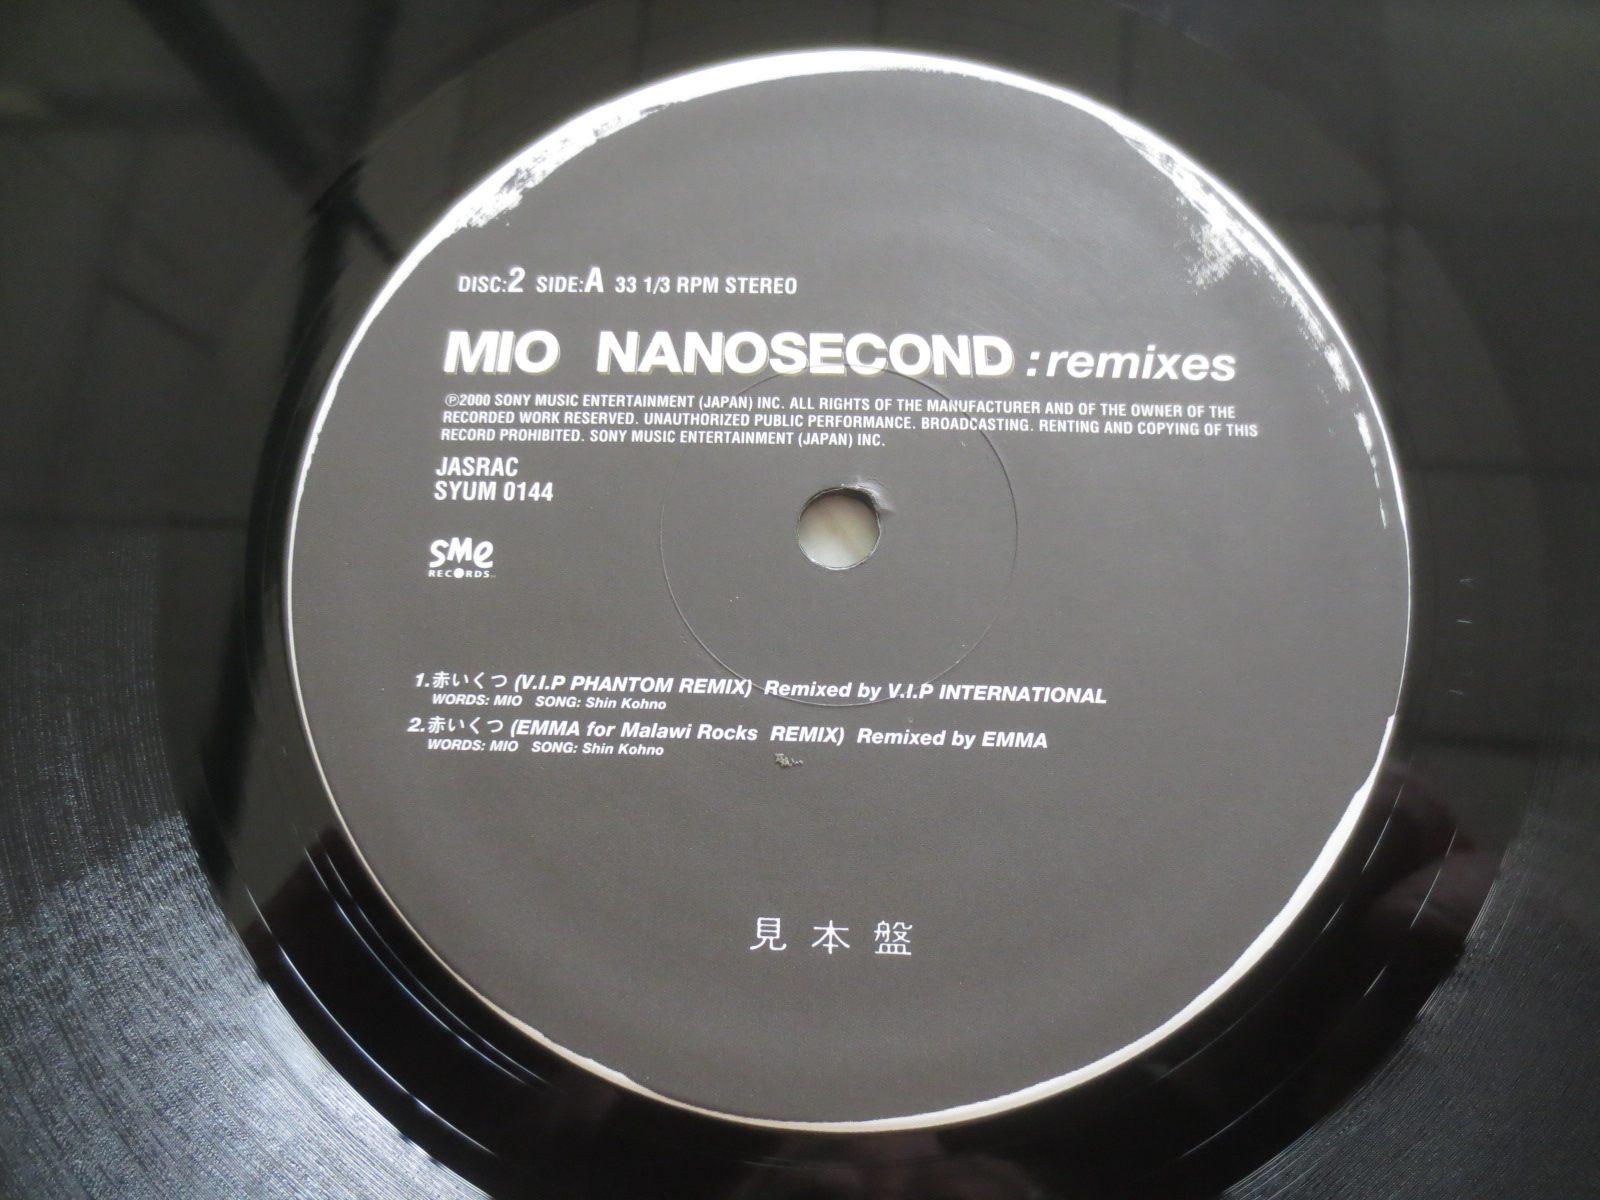 DISC:2 SIDE:A 33 1/3 RPM STEREO
MIO NANOSECOND :remixes
℗2000 SONY MUSIC ENTERTAINMENT (JAPAN) INC. ALL RIGHTS OF THE MANUFACTURER AND OF THE OWNER OF THE
RECORDED WORK RESERVED. UNAUTHORIZED PUBLIC PERFORMANCE. BROADCASTING. RENTING AND COPYING OF THIS
RECORD PROHIBITED. SONY MUSIC ENTERTAINMENT (JAPAN) INC.
JASRAC
SYUM 0144
sme
RECORDS
1.赤いくつ (V.I.P PHANTOM REMIX) Remixed by V.I.P INTERNATIONAL
WORDS: MIO SONG: Shin Kohno
2.赤いくつ (EMMA for Malawi Rocks REMIX) Remixed by EMMA
WORDS: MIO SONG: Shin Kohno
見本盤